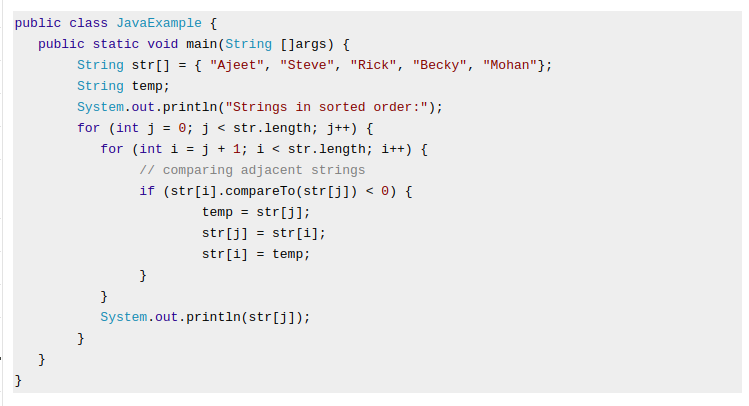 public class JavaExample {
   public static void main(String []args) {
        String str[] = { "Ajeet", "Steve", "Rick", "Becky", "Mohan"};
        String temp;
        System.out.println("Strings in sorted order:");
        for (int j = 0; j < str.length; j++) {
           for (int i = j + 1; i < str.length; i++) {
                // comparing adjacent strings
                if (str[i].compareTo(str[j]) < 0) {
                        temp = str[j];
                        str[j] = str[i];
                        str[i] = temp;
                }
           }
           System.out.println(str[j]);
        }
   }
}